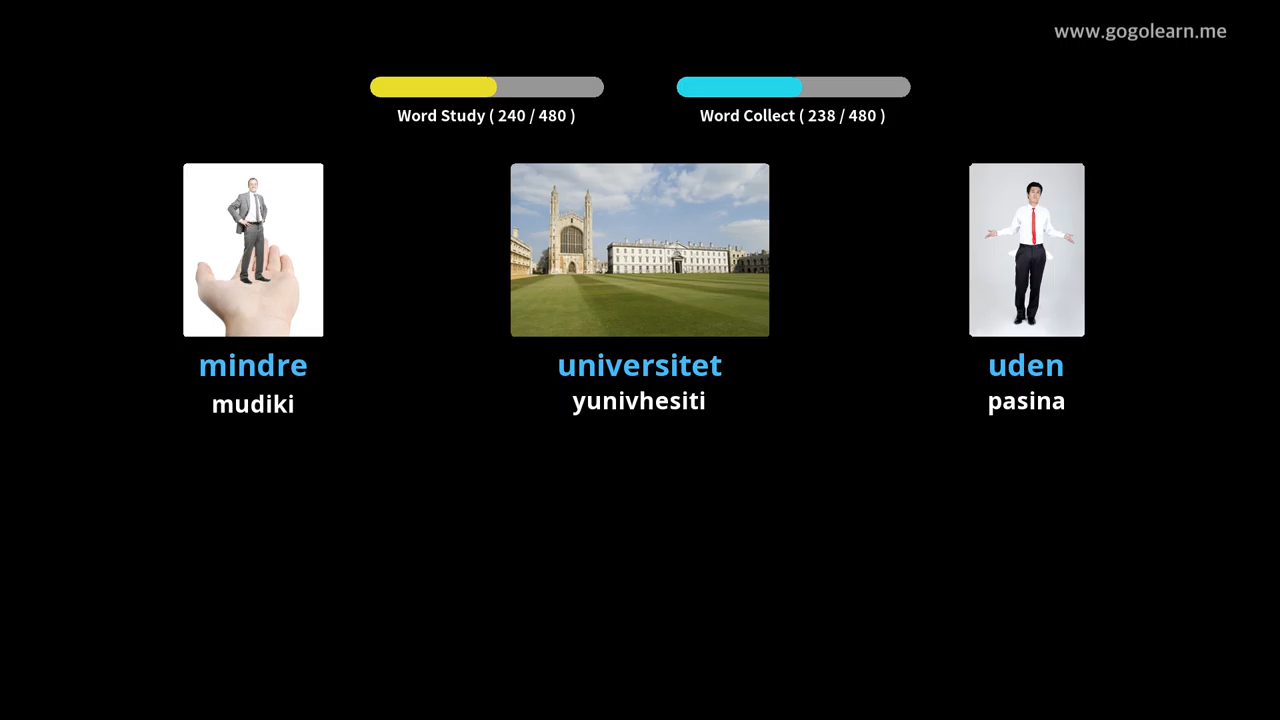 www.gogolearn.me
Word Study ( 240 / 480 )
Word Collect ( 238 / 480 )
mindre
mudiki
universitet
yunivhesiti
uden
pasina